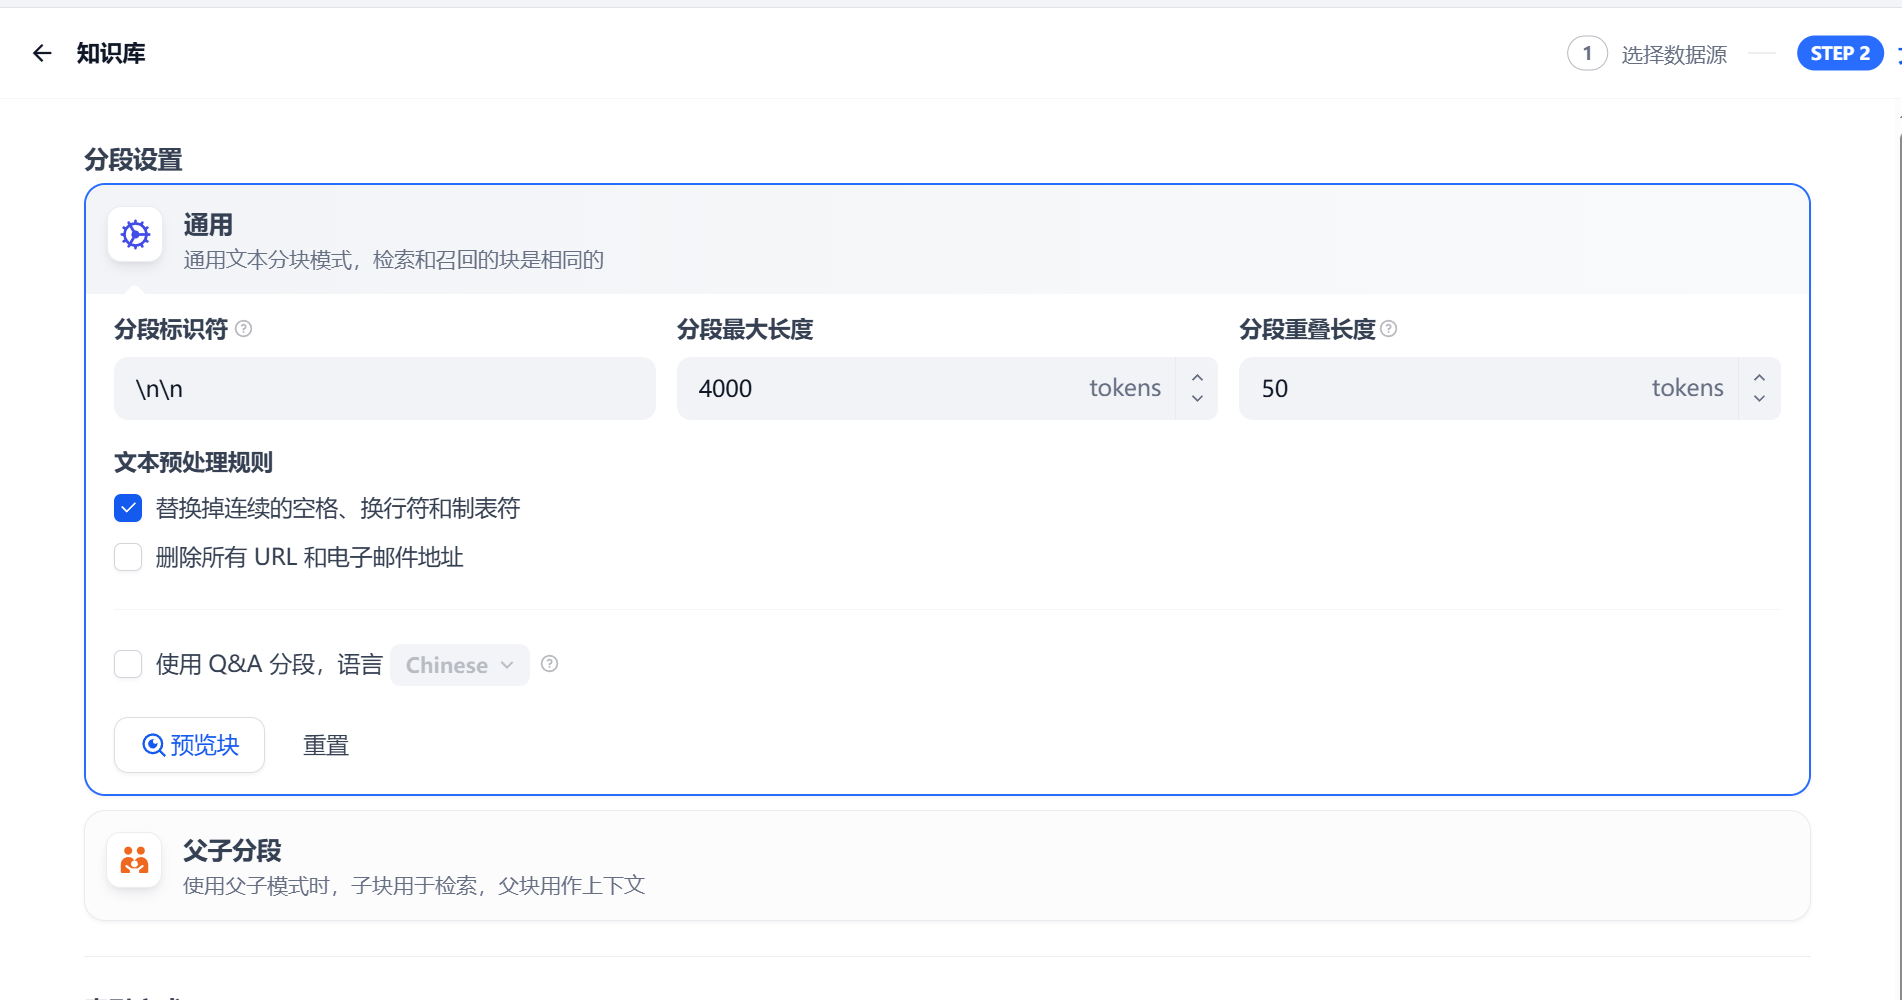 知识库
1 选择数据源
STEP 2
分段设置
通用
通用文本分块模式，检索和召回的块是相同的
分段标识符
分段最大长度
分段重叠长度
\n\n
4000 tokens
50 tokens
文本预处理规则
替换掉连续的空格、换行符和制表符
删除所有 URL 和电子邮件地址
使用 Q&A 分段，语言 Chinese
预览块
重置
父子分段
使用父子模式时，子块用于检索，父块用作上下文